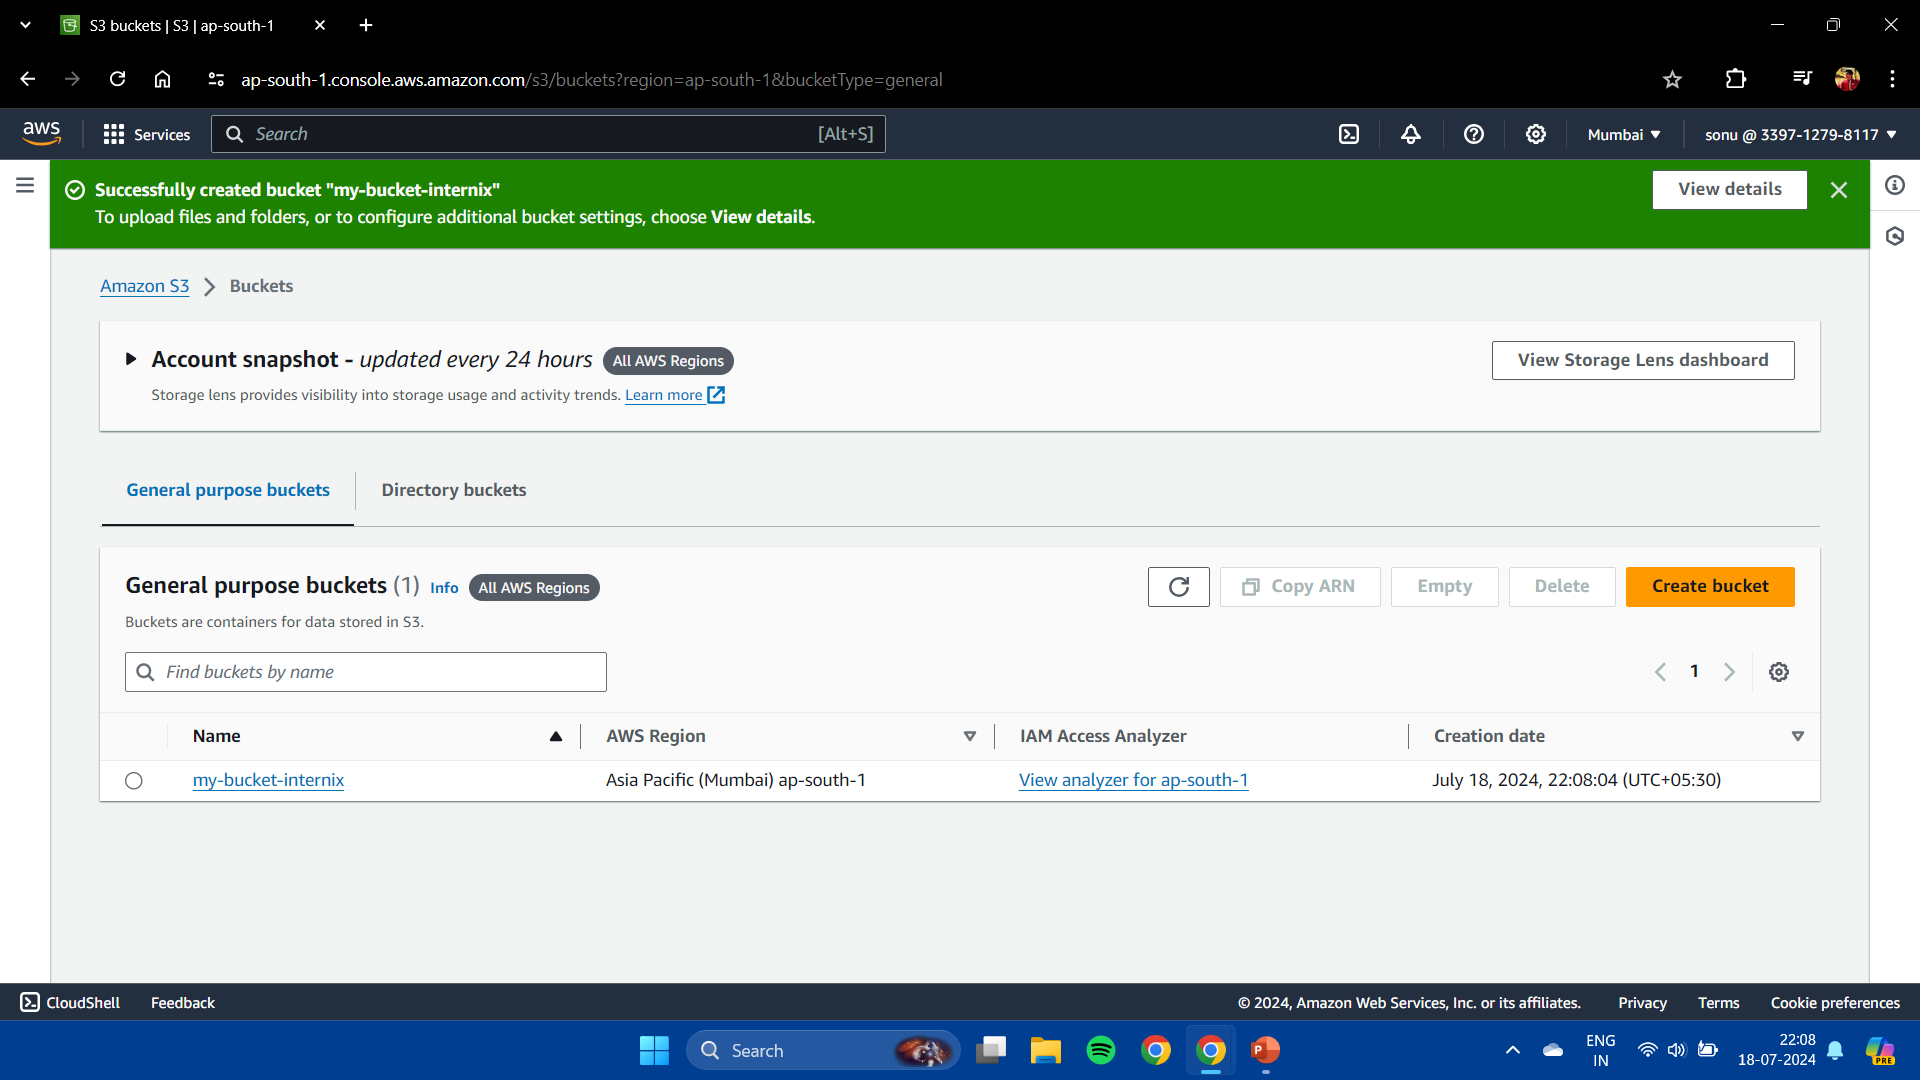 S3 buckets | S3 | ap-south-1
ap-south-1.console.aws.amazon.com/s3/buckets?region=ap-south-1&bucketType=general
aws Services Search [Alt+S] Mumbai sonu @ 3397-1279-8117
Successfully created bucket "my-bucket-internix"
To upload files and folders, or to configure additional bucket settings, choose View details.
View details
Amazon S3 Buckets
Account snapshot - updated every 24 hours All AWS Regions
View Storage Lens dashboard
Storage lens provides visibility into storage usage and activity trends. Learn more
General purpose buckets Directory buckets
General purpose buckets (1) Info All AWS Regions
Copy ARN Empty Delete Create bucket
Buckets are containers for data stored in S3.
Find buckets by name
1
Name AWS Region IAM Access Analyzer Creation date
my-bucket-internix Asia Pacific (Mumbai) ap-south-1 View analyzer for ap-south-1 July 18, 2024, 22:08:04 (UTC+05:30)
CloudShell Feedback © 2024, Amazon Web Services, Inc. or its affiliates. Privacy Terms Cookie preferences
Search
ENG
IN
22:08
18-07-2024
PRE